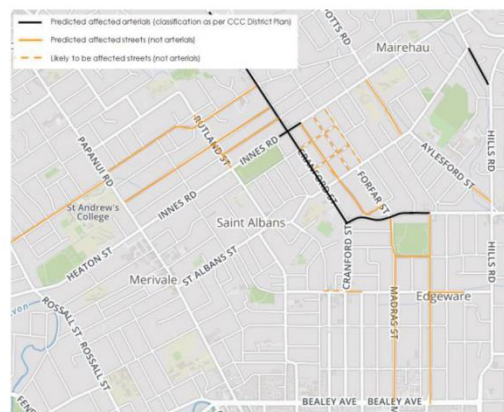 Predicted affected arterials (classification as per CCC District Plan)
Predicted affected streets (not arterials)
Likely to be affected streets (not arterials)
POTTS RD
Mairehau
HILLS RD
PAPANUI RD
RUTLAND ST
INNES RD
CRANFORD ST
AYLESFORD ST
FORFAR ST
St Andrew's
College
INNES RD
Saint Albans
HEATON ST
ST ALBANS ST
Merivale
CRANFORD ST
HILLS RD
ROSSALL ST
ROSSALL ST
MADRAS ST
Edgeware
BEALEY AVE
BEALEY AVE